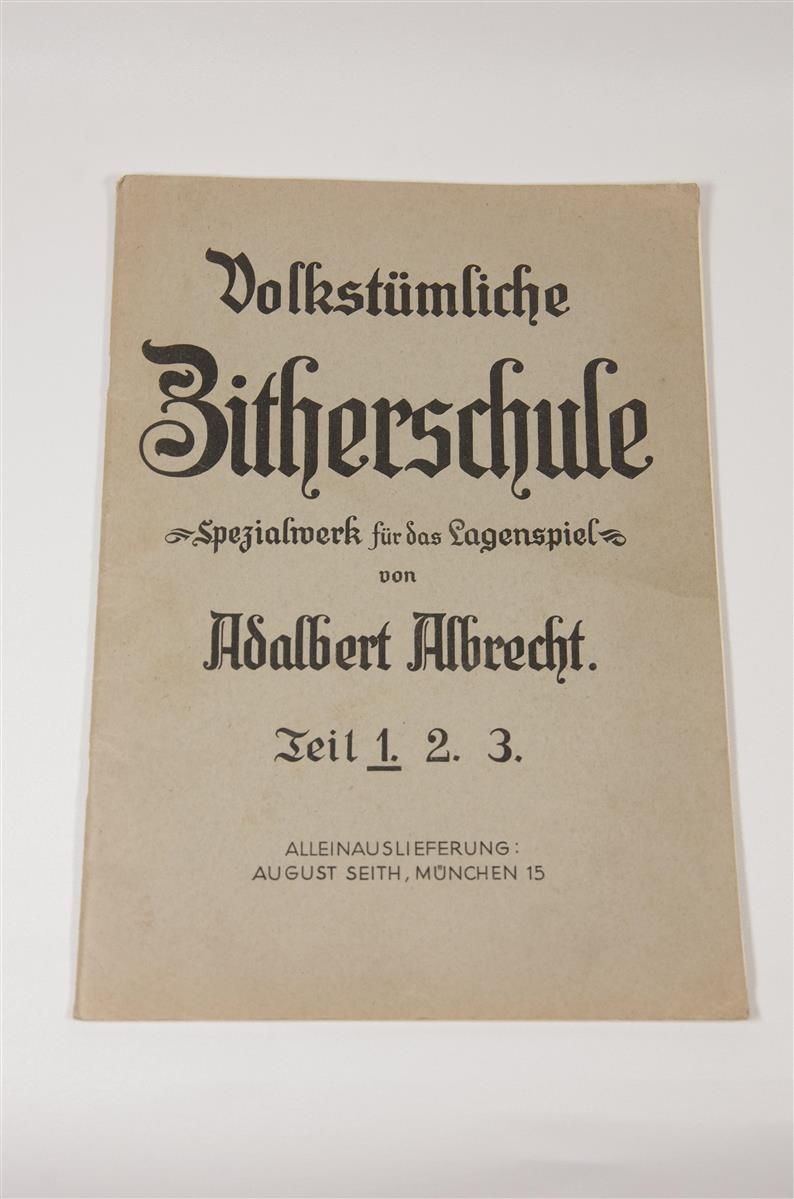 Volkstümliche
Zitherschule
Spezialwerk für das Lagenspiel
von
Adalbert Albrecht.
Teil 1. 2. 3.
ALLEINAUSLIEFERUNG:
AUGUST SEITH, MÜNCHEN 15